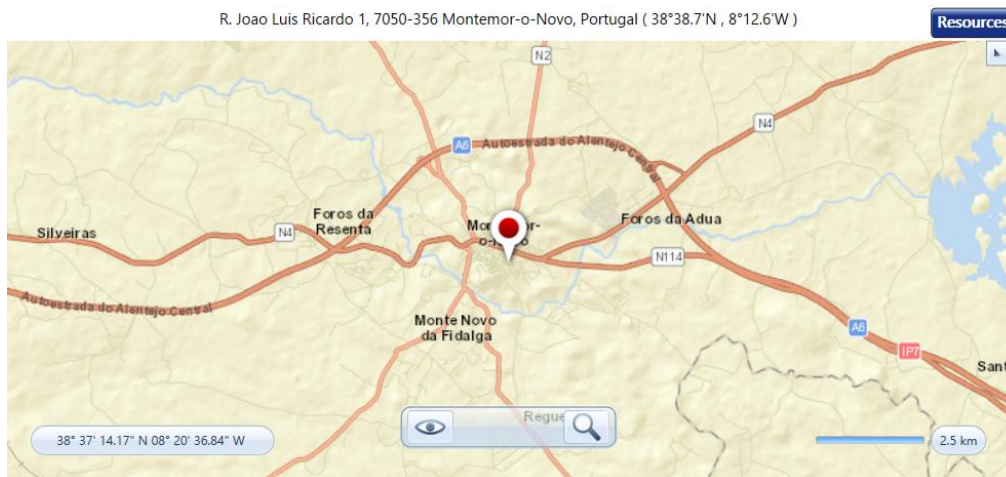 R. Joao Luis Ricardo 1, 7050-356 Montemor-o-Novo, Portugal ( 38°38.7'N , 8°12.6'W )
Resources
N2
N4
A6
Autoestrada do Alentejo Central
Foros da
Resenta
Silveiras
N4
Foros da Adua
N114
Autoestrada do Alentejo Central
Monte Novo
da Fidalga
A6
IP7
Sant
Regue
38° 37' 14.17" N 08° 20' 36.84" W
2.5 km